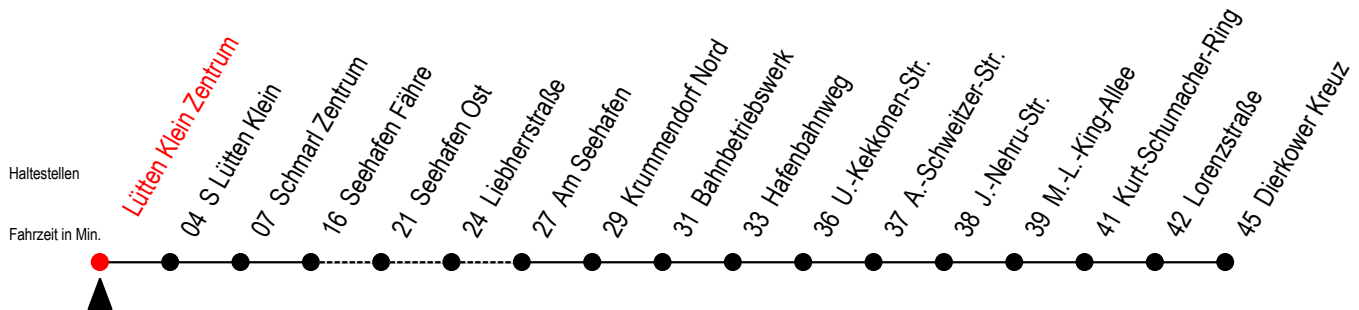 Haltestellen
Fahrzeit in Min.
Lütten Klein Zentrum
04 S Lütten Klein
07 Schmarl Zentrum
16 Seehafen Fähre
21 Seehafen Ost
24 Liebherrstraße
27 Am Seehafen
29 Krummendorf Nord
31 Bahnbetriebswerk
33 Hafenbahnweg
36 U.-Kekkonen-Str.
37 A.-Schweitzer-Str.
38 J.-Nehru-Str.
39 M.-L.-King-Allee
41 Kurt-Schumacher-Ring
42 Lorenzstraße
45 Dierkower Kreuz